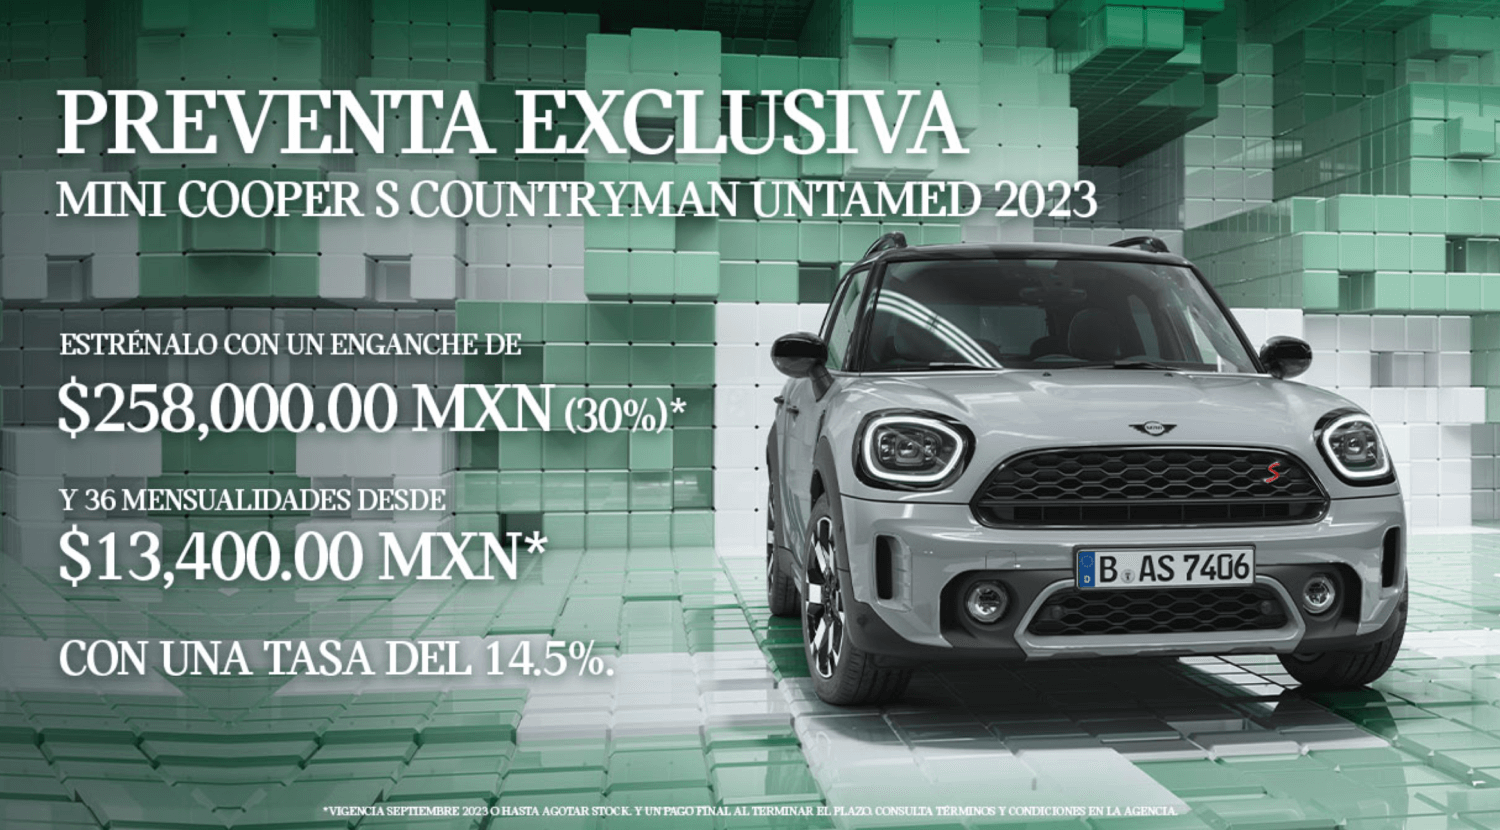 PREVENTA EXCLUSIVA
MINI COOPER S COUNTRYMAN UNTAMED 2023
ESTRÉNALO CON UN ENGANCHE DE
$258,000.00 MXN (30%)*
Y 36 MENSUALIDADES DESDE
$13,400.00 MXN*
CON UNA TASA DEL 14.5%.
MINI
S
D B AS 7406
*VIGENCIA SEPTIEMBRE 2023 O HASTA AGOTAR STOCK. Y UN PAGO FINAL AL TERMINAR EL PLAZO. CONSULTA TÉRMINOS Y CONDICIONES EN LA AGENCIA.